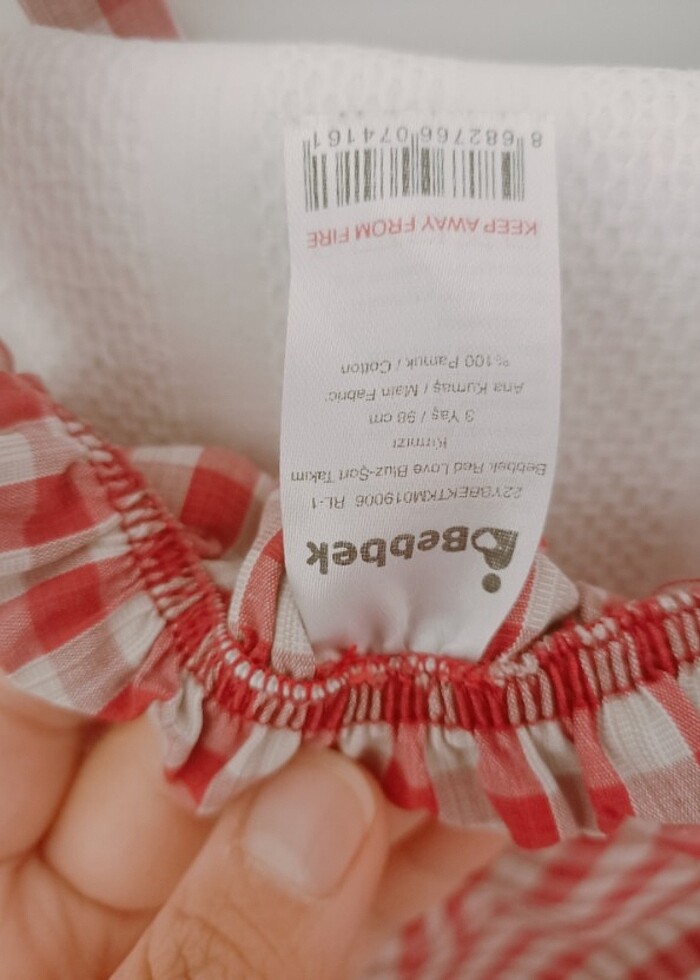 Bebbek
22YBBEKTKM019006 RL-1
Bebbek Red Love Bluz-Şort Takım
Kırmızı
3 Yaş / 98 cm
Ana Kumaş / Main Fabric:
%100 Pamuk / Cotton
KEEP AWAY FROM FIRE
8 682766 074161